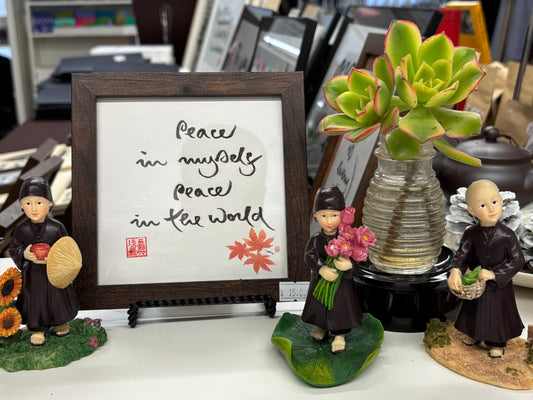 Peace
in myself
peace
in the world